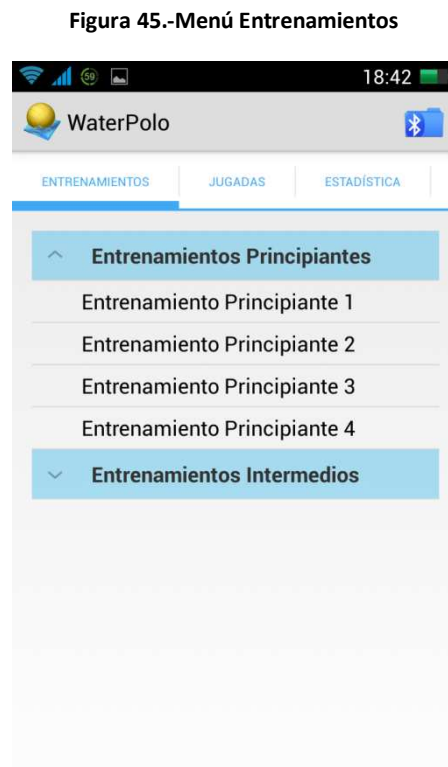 Figura 45.-Menú Entrenamientos
59 18:42
WaterPolo
ENTRENAMIENTOS JUGADAS ESTADÍSTICA
Entrenamientos Principiantes
Entrenamiento Principiante 1
Entrenamiento Principiante 2
Entrenamiento Principiante 3
Entrenamiento Principiante 4
Entrenamientos Intermedios